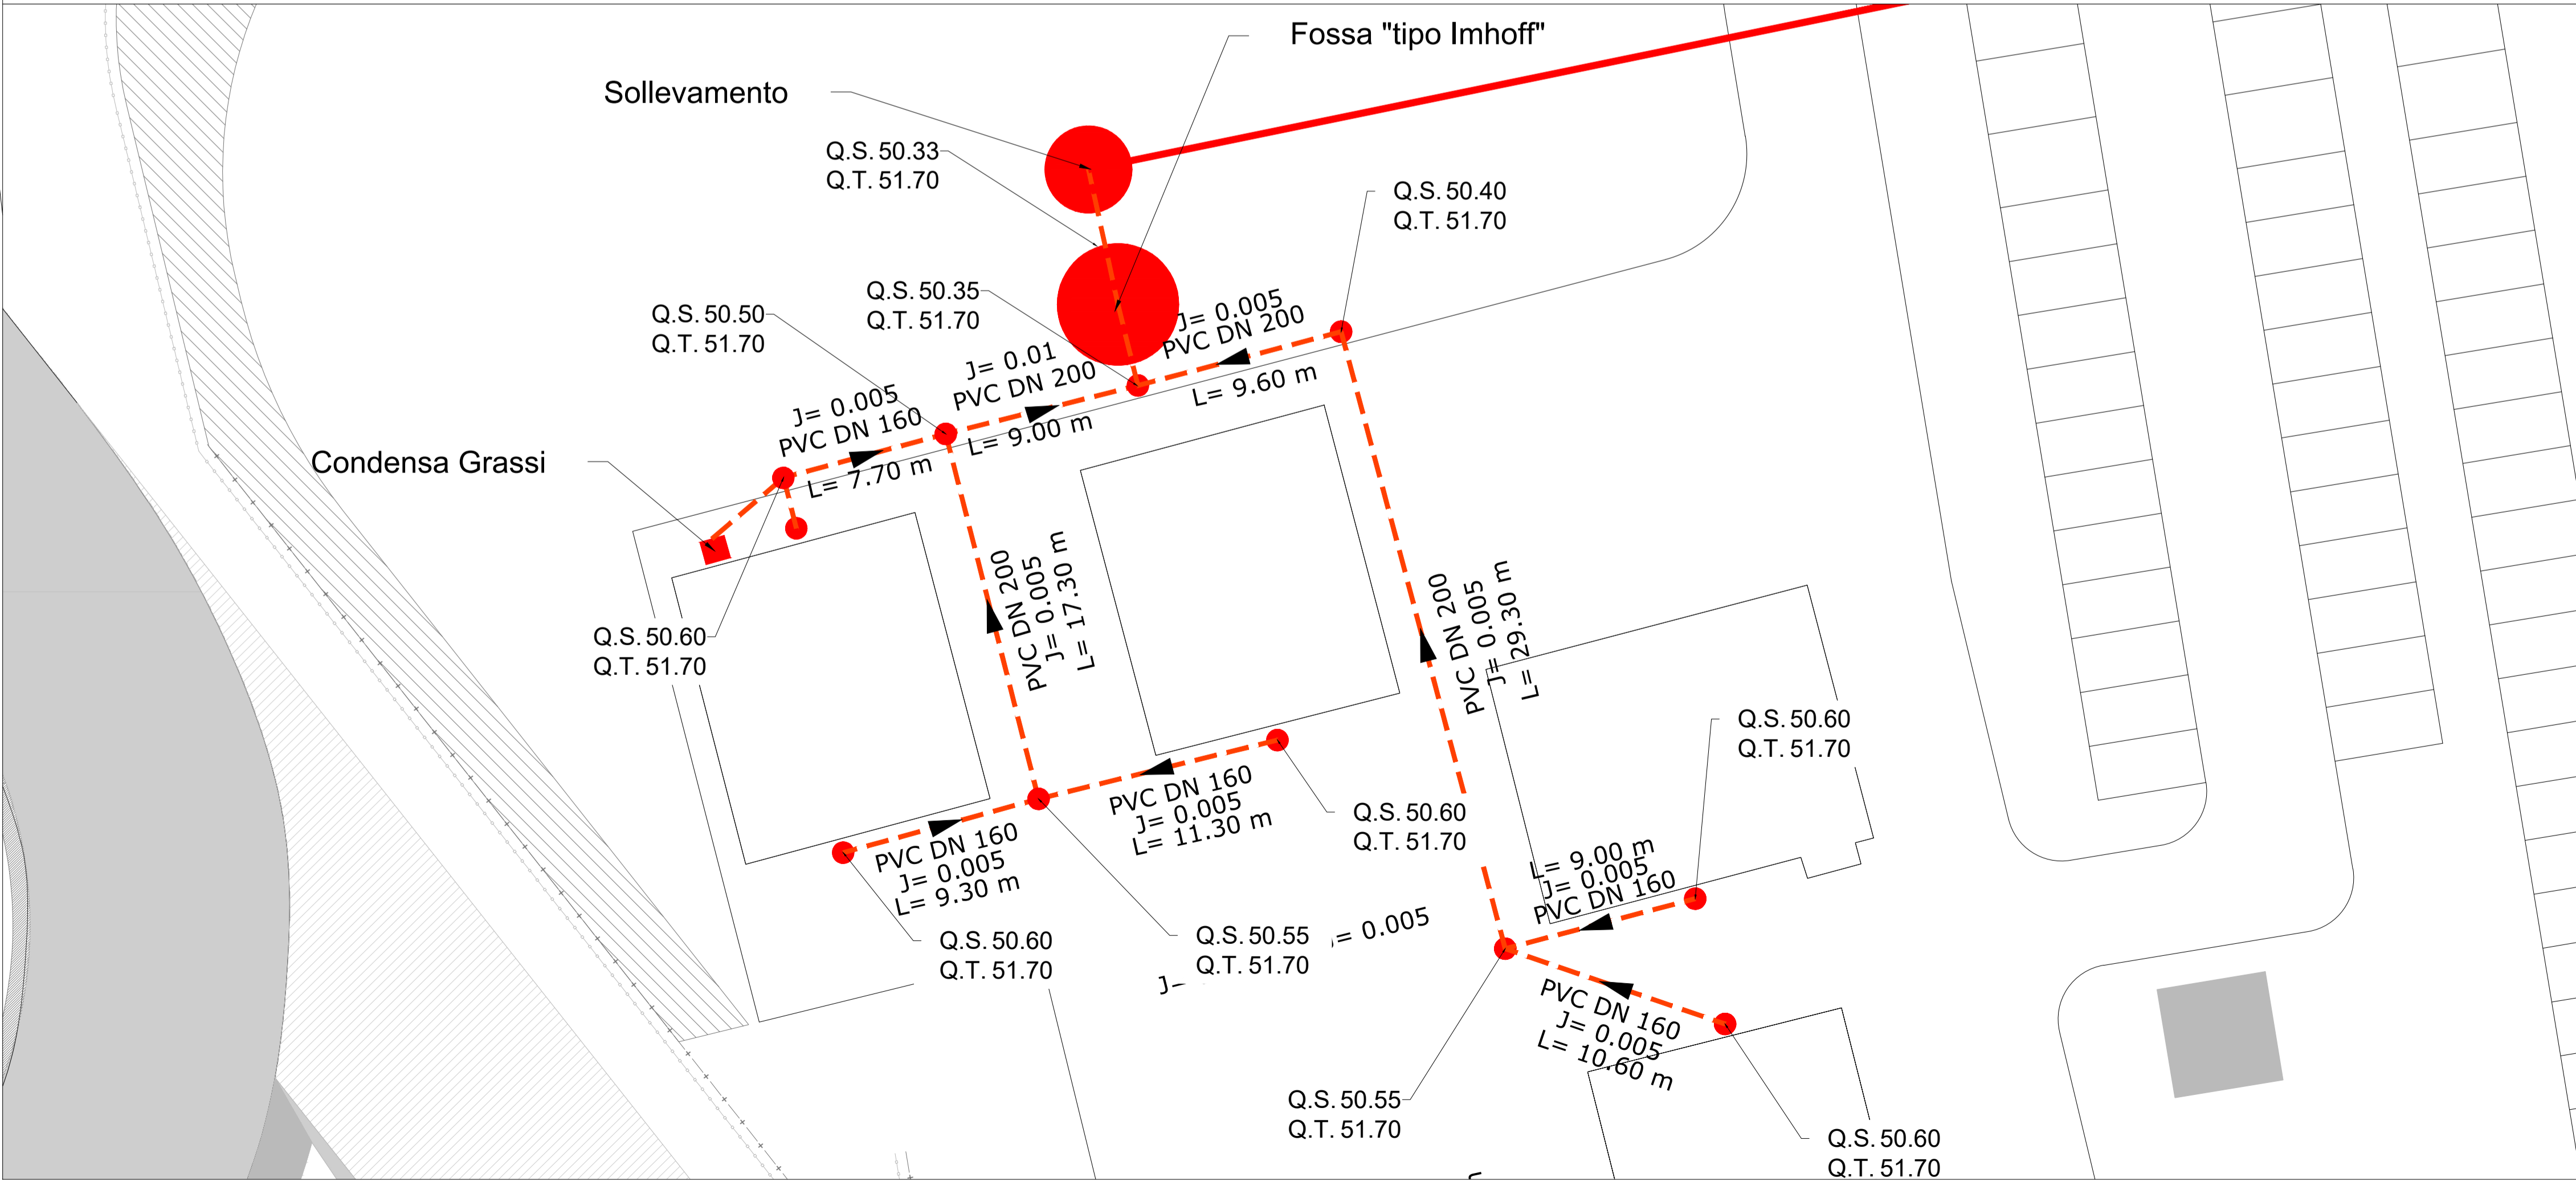 Fossa "tipo Imhoff"
Sollevamento
Q.S. 50.33
Q.T. 51.70
Q.S. 50.40
Q.T. 51.70
Q.S. 50.35
Q.T. 51.70
Q.S. 50.50
Q.T. 51.70
J= 0.005
PVC DN 200
L= 9.60 m
J= 0.01
PVC DN 200
L= 9.00 m
J= 0.005
PVC DN 160
L= 7.70 m
Condensa Grassi
Q.S. 50.60
Q.T. 51.70
PVC DN 200
J= 0.005
L= 17.30 m
PVC DN 200
J= 0.005
L= 29.30 m
Q.S. 50.60
Q.T. 51.70
PVC DN 160
J= 0.005
L= 11.30 m
Q.S. 50.60
Q.T. 51.70
PVC DN 160
J= 0.005
L= 9.30 m
L= 9.00 m
J= 0.005
PVC DN 160
Q.S. 50.60
Q.T. 51.70
Q.S. 50.55
Q.T. 51.70
= 0.005
PVC DN 160
J= 0.005
L= 10.60 m
Q.S. 50.55
Q.T. 51.70
Q.S. 50.60
Q.T. 51.70